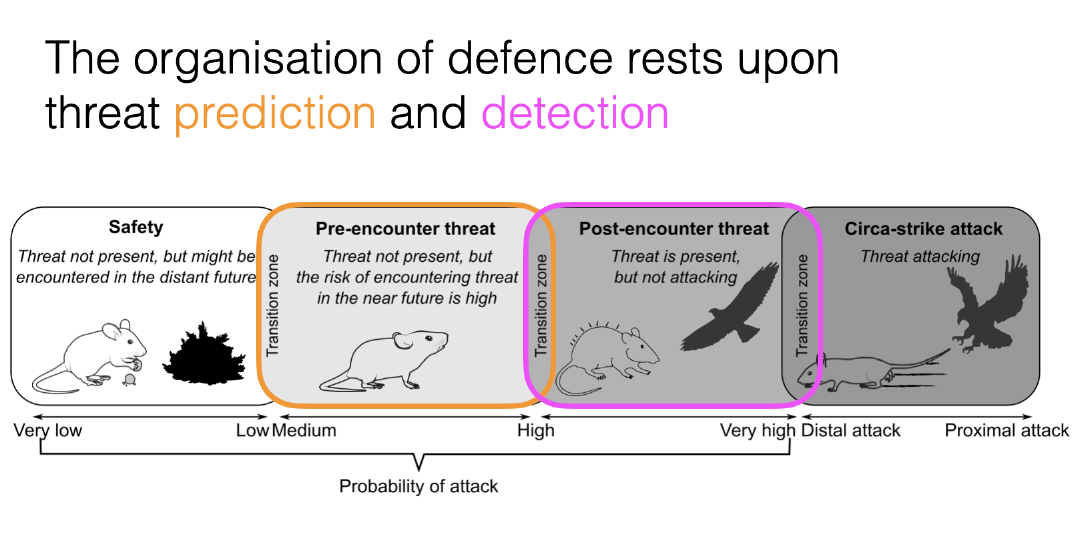 The organisation of defence rests upon
threat prediction and detection
Safety
Threat not present, but might be
encountered in the distant future
Transition zone
Pre-encounter threat
Threat not present, but
the risk of encountering threat
in the near future is high
Transition zone
Post-encounter threat
Threat is present,
but not attacking
Transition zone
Circa-strike attack
Threat attacking
Very low
Low
Medium
High
Very high
Distal attack
Proximal attack
Probability of attack